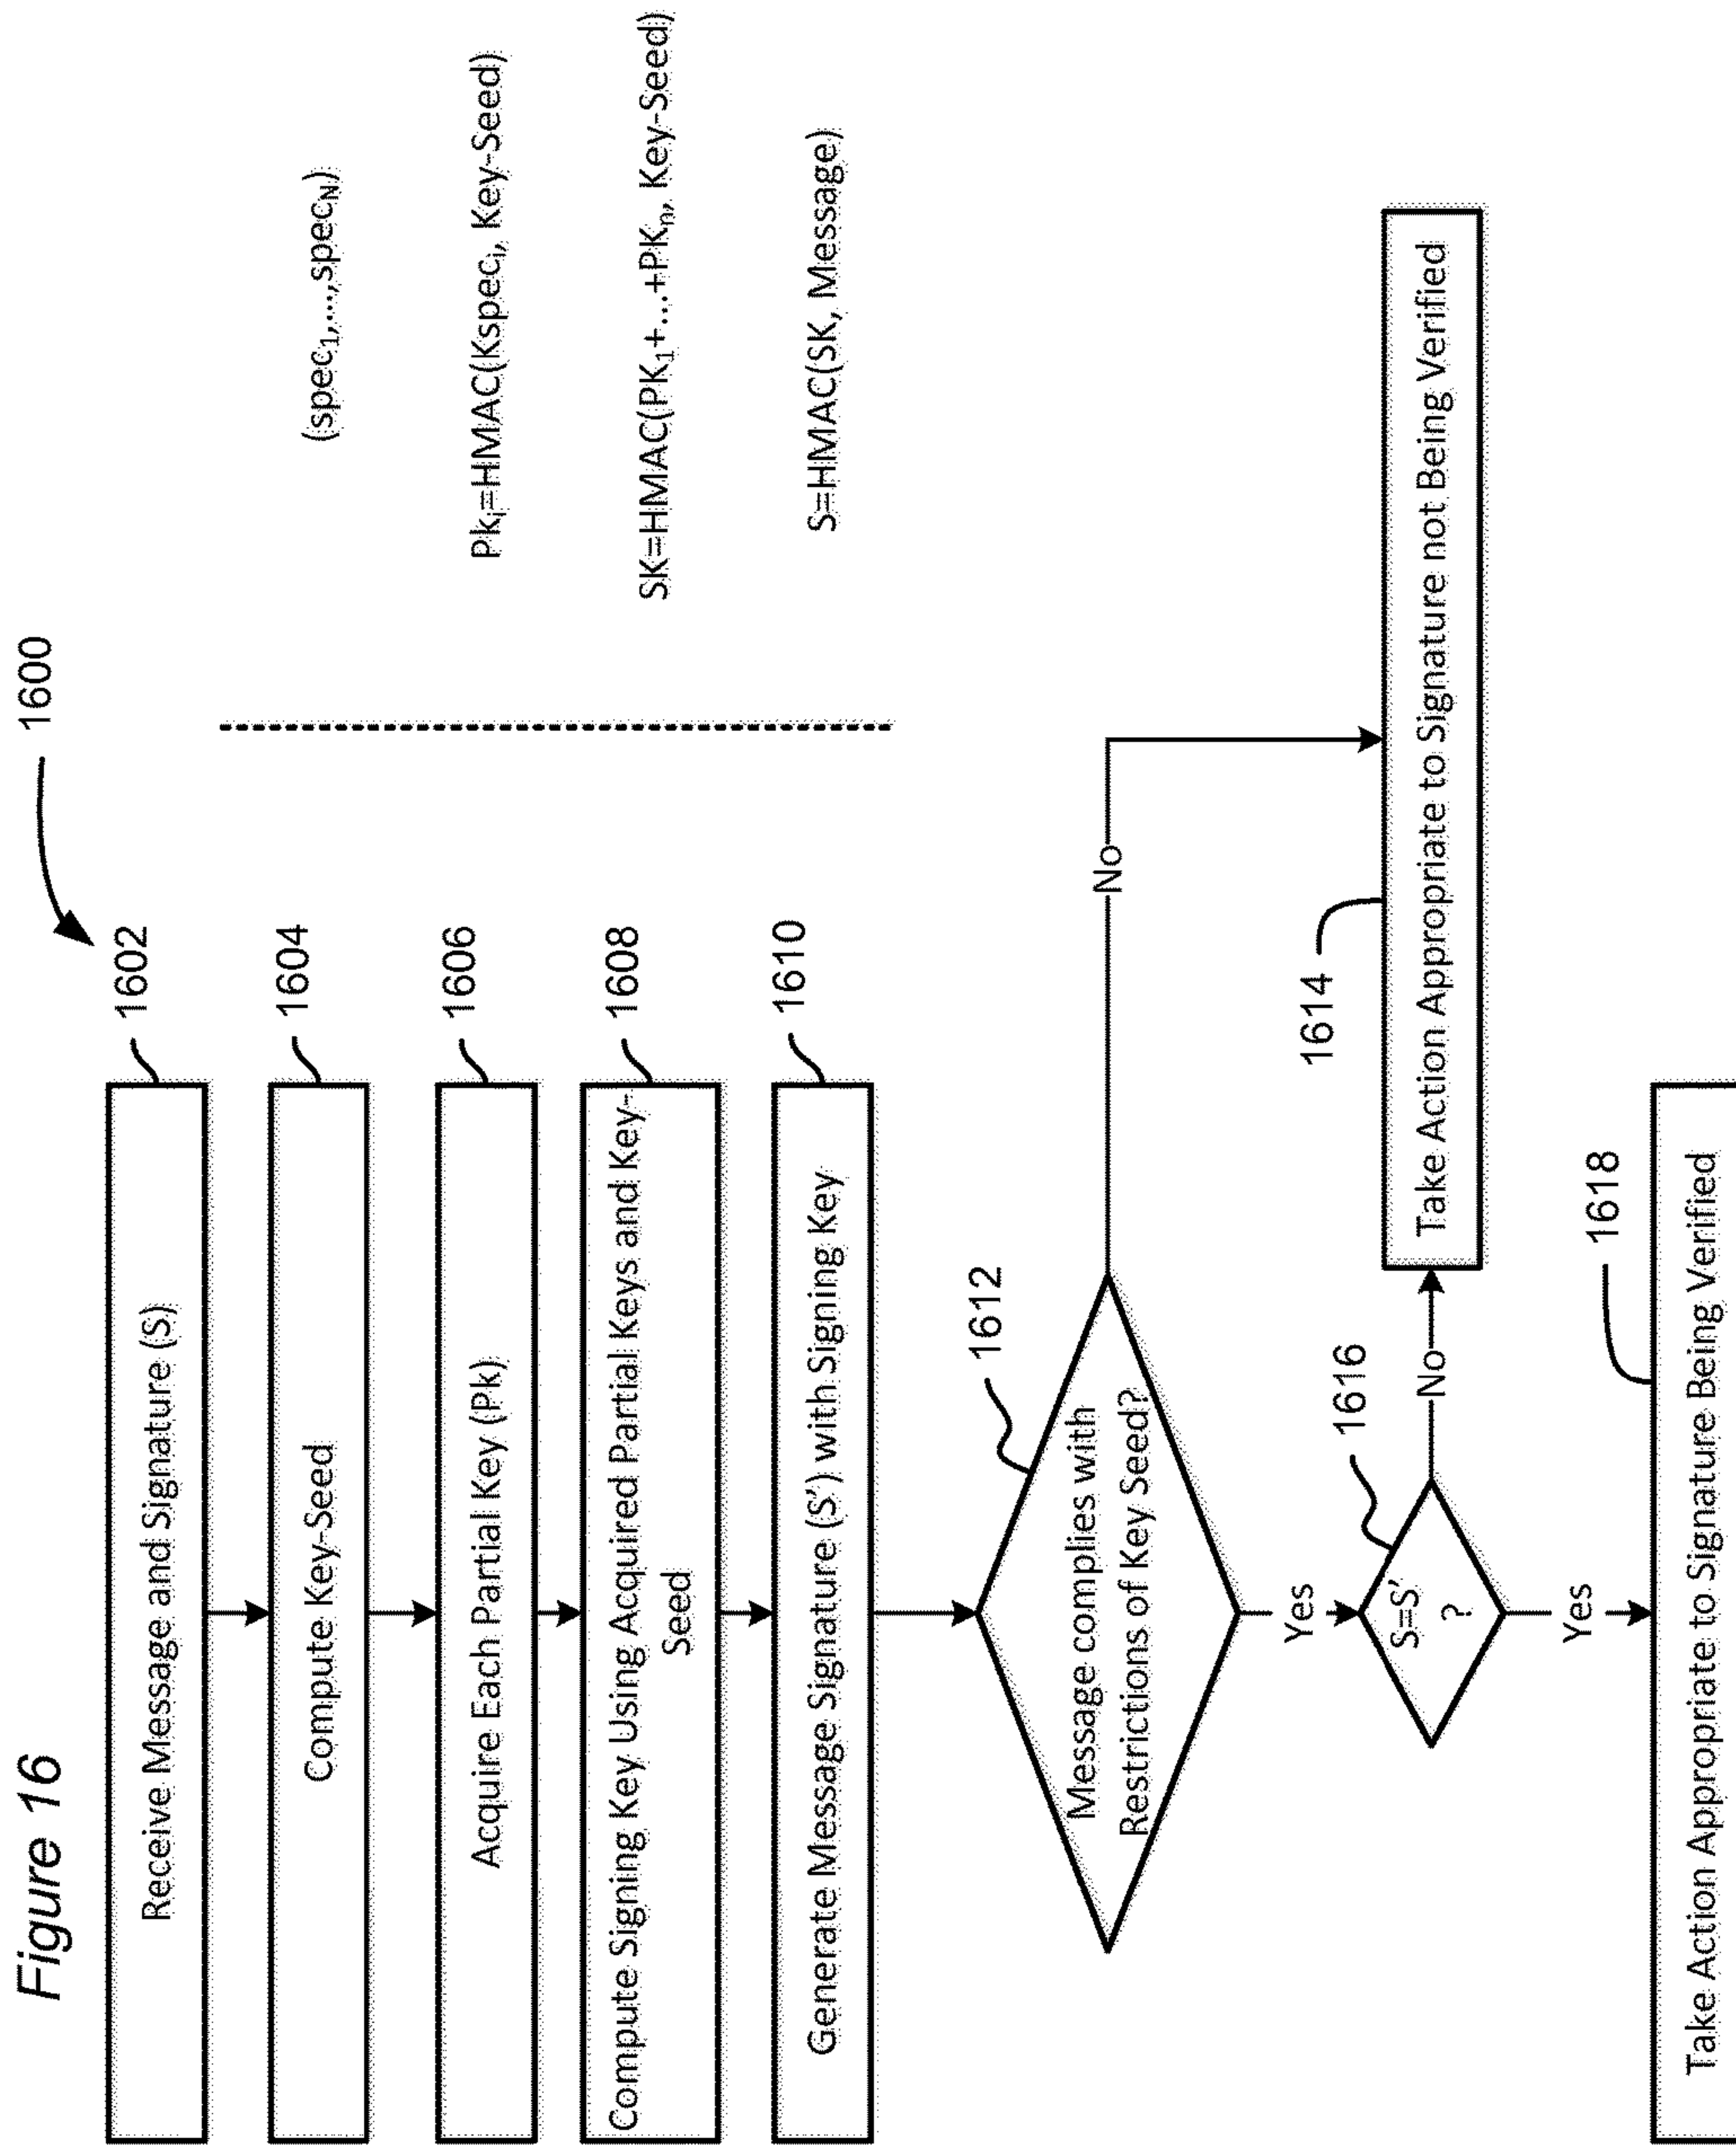 Figure 16
1600
Receive Message and Signature (S)
1602
Compute Key-Seed
1604
(spec1,...,specN)
Acquire Each Partial Key (Pk)
1606
Pki=HMAC(Kspeci, Key-Seed)
Compute Signing Key Using Acquired Partial Keys and Key-
Seed
1608
SK=HMAC(PK1+...+PKn, Key-Seed)
Generate Message Signature (S') with Signing Key
1610
S=HMAC(SK, Message)
Message complies with
Restrictions of Key Seed?
1612
No
Yes
S=S'
?
1616
No
1614
Take Action Appropriate to Signature not Being Verified
Yes
1618
Take Action Appropriate to Signature Being Verified